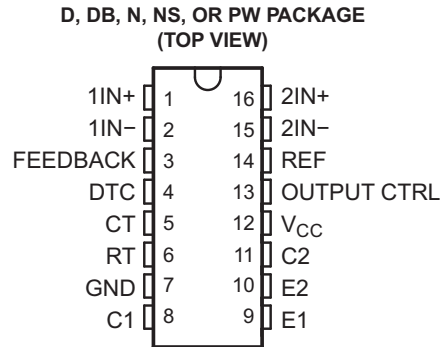 D, DB, N, NS, OR PW PACKAGE
(TOP VIEW)
1IN+ 1 16 2IN+
1IN− 2 15 2IN−
FEEDBACK 3 14 REF
DTC 4 13 OUTPUT CTRL
CT 5 12 VCC
RT 6 11 C2
GND 7 10 E2
C1 8 9 E1